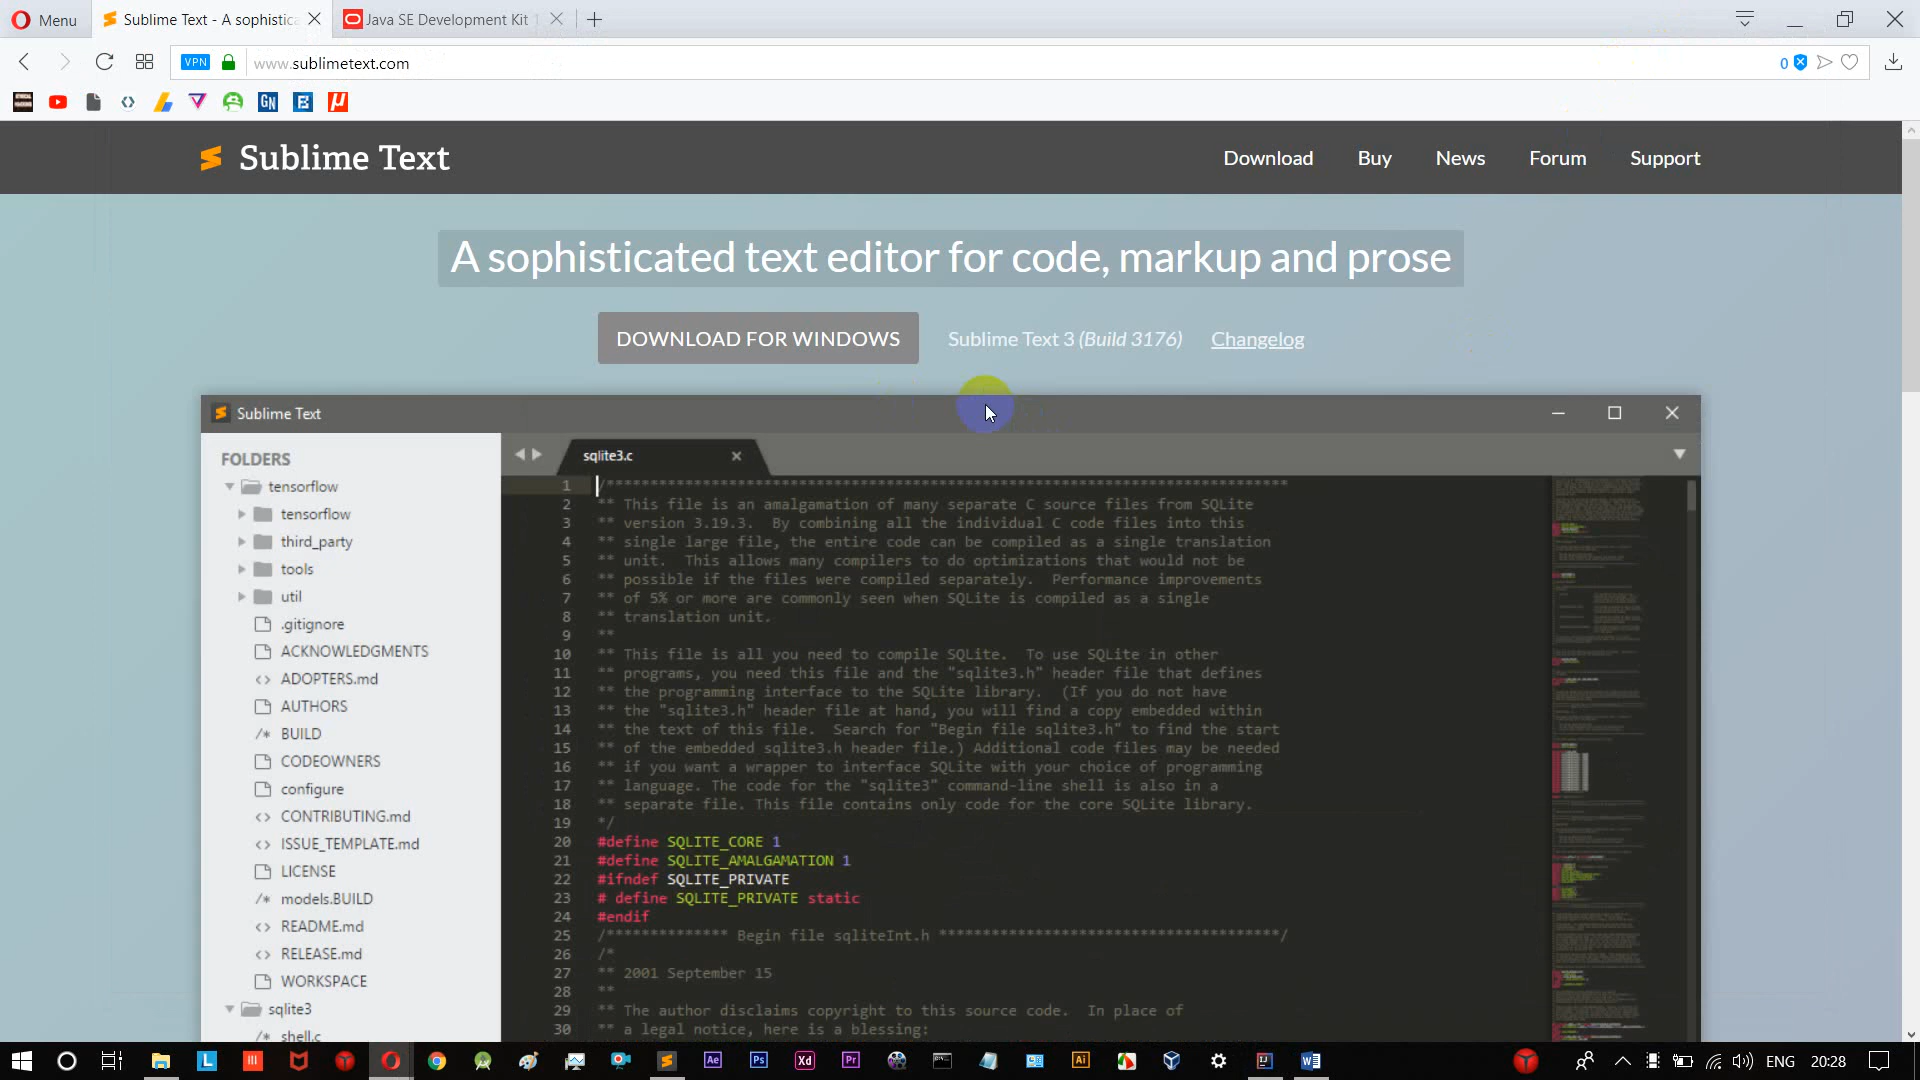 Menu
Sublime Text - A sophistica
Java SE Development Kit 1
VPN
www.sublimetext.com
0
GN
Sublime Text
Download
Buy
News
Forum
Support
A sophisticated text editor for code, markup and prose
DOWNLOAD FOR WINDOWS
Sublime Text 3 (Build 3176)
Changelog
Sublime Text
FOLDERS
tensorflow
tensorflow
third_party
tools
util
.gitignore
ACKNOWLEDGMENTS
<> ADOPTERS.md
AUTHORS
/* BUILD
CODEOWNERS
configure
<> CONTRIBUTING.md
<> ISSUE_TEMPLATE.md
LICENSE
/* models.BUILD
<> README.md
<> RELEASE.md
WORKSPACE
sqlite3
/* shell.c
sqlite3.c
1 /******************************************************************************
2 ** This file is an amalgamation of many separate C source files from SQLite
3 ** version 3.19.3.  By combining all the individual C code files into this
4 ** single large file, the entire code can be compiled as a single translation
5 ** unit.  This allows many compilers to do optimizations that would not be
6 ** possible if the files were compiled separately.  Performance improvements
7 ** of 5% or more are commonly seen when SQLite is compiled as a single
8 ** translation unit.
9 **
10 ** This file is all you need to compile SQLite.  To use SQLite in other
11 ** programs, you need this file and the "sqlite3.h" header file that defines
12 ** the programming interface to the SQLite library.  (If you do not have
13 ** the "sqlite3.h" header file at hand, you will find a copy embedded within
14 ** the text of this file.  Search for "Begin file sqlite3.h" to find the start
15 ** of the embedded sqlite3.h header file.) Additional code files may be needed
16 ** if you want a wrapper to interface SQLite with your choice of programming
17 ** language. The code for the "sqlite3" command-line shell is also in a
18 ** separate file. This file contains only code for the core SQLite library.
19 */
20 #define SQLITE_CORE 1
21 #define SQLITE_AMALGAMATION 1
22 #ifndef SQLITE_PRIVATE
23 # define SQLITE_PRIVATE static
24 #endif
25 /************** Begin file sqliteInt.h ***************************************/
26 /*
27 ** 2001 September 15
28 **
29 ** The author disclaims copyright to this source code.  In place of
30 ** a legal notice, here is a blessing:
L
Ae
Ps
Xd
Pr
Ai
IJ
W
ENG
20:28